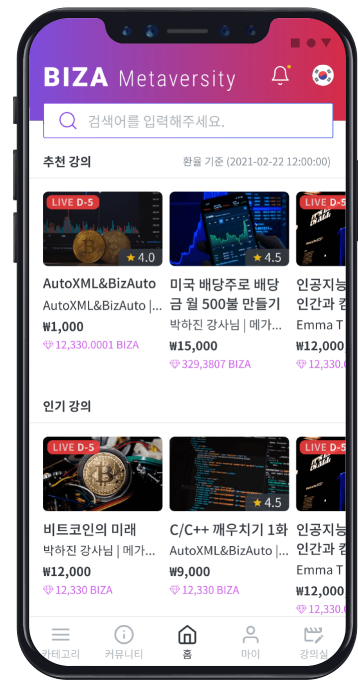 BIZA Metaversity
검색어를 입력해주세요.
추천 강의
환율 기준 (2021-02-22 12:00:00)
LIVE D-5
4.0
AutoXML&BizAuto
AutoXML&BizAuto |...
₩1,000
12,330.0001 BIZA
4.5
미국 배당주로 배당
금 월 500불 만들기
박하진 강사님 | 메가...
₩15,000
329,3807 BIZA
LIVE D-5
인공지능
인간과 컴
Emma T
₩12,000
12,330.
인기 강의
LIVE D-5
비트코인의 미래
박하진 강사님 | 메가...
₩12,000
12,330 BIZA
4.5
C/C++ 깨우치기 1화
AutoXML&BizAuto |...
₩9,000
12,330 BIZA
LIVE D-5
인공지능
인간과 컴
Emma T
₩12,000
12,330.
카테고리
커뮤니티
홈
마이
강의실